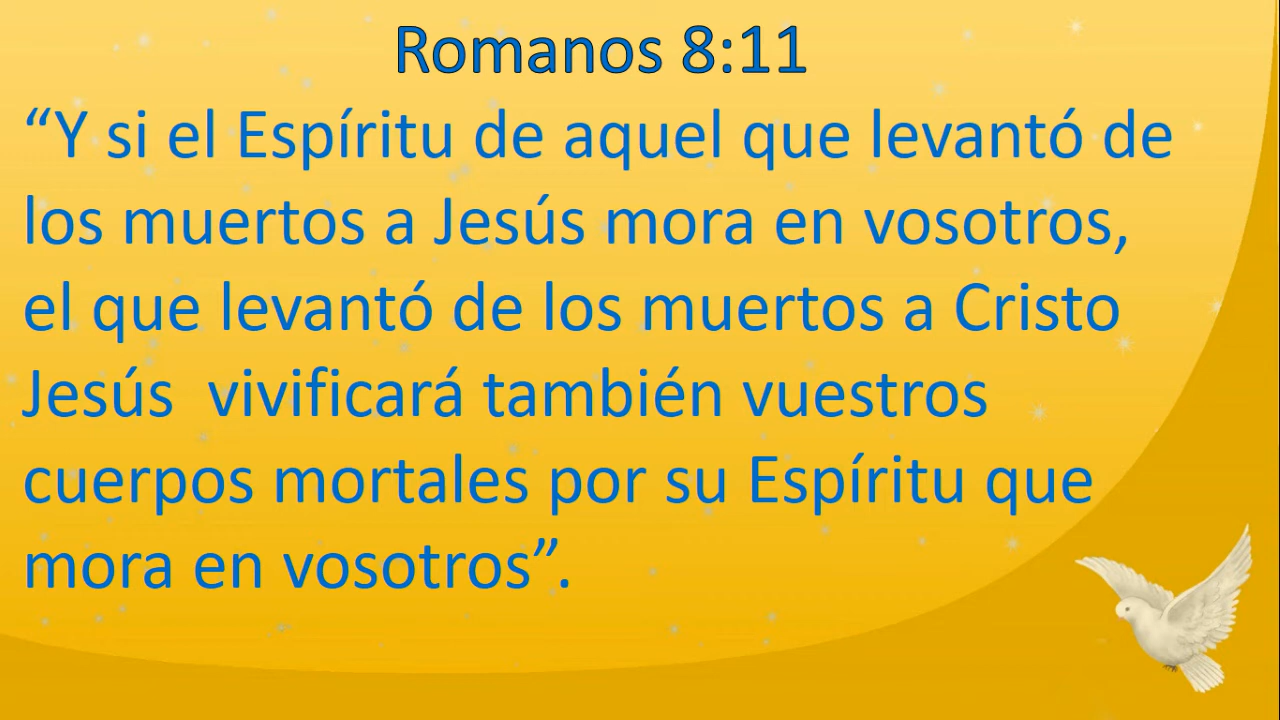 Romanos 8:11
“Y si el Espíritu de aquel que levantó de
los muertos a Jesús mora en vosotros,
el que levantó de los muertos a Cristo
Jesús  vivificará también vuestros
cuerpos mortales por su Espíritu que
mora en vosotros”.